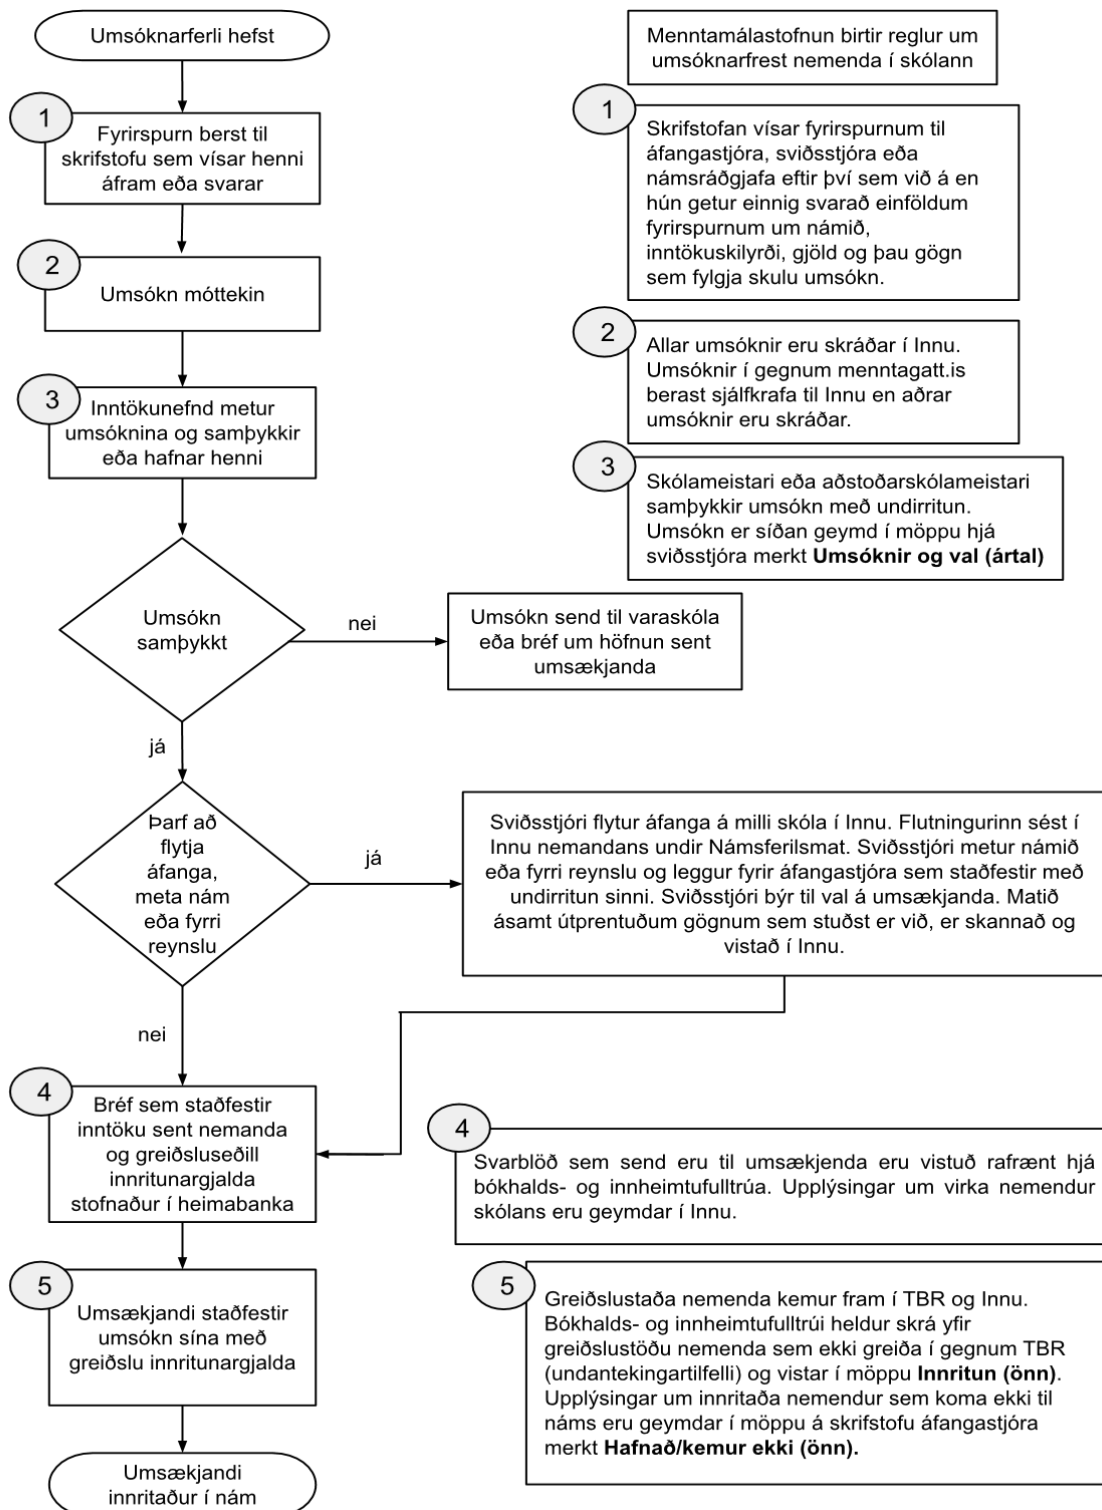 Umsóknarferli hefst
Menntamálastofnun birtir reglur um
umsóknarfrest nemenda í skólann
1
Fyrirspurn berst til
skrifstofu sem vísar henni
áfram eða svarar
1
Skrifstofan vísar fyrirspurnum til
áfangastjóra, sviðsstjóra eða
námsráðgjafa eftir því sem við á en
hún getur einnig svarað einföldum
fyrirspurnum um námið,
inntökuskilyrði, gjöld og þau gögn
sem fylgja skulu umsókn.
2
Umsókn móttekin
2
Allar umsóknir eru skráðar í Innu.
Umsóknir í gegnum menntagatt.is
berast sjálfkrafa til Innu en aðrar
umsóknir eru skráðar.
3
Inntökunefnd metur
umsóknina og samþykkir
eða hafnar henni
3
Skólameistari eða aðstoðarskólameistari
samþykkir umsókn með undirritun.
Umsókn er síðan geymd í möppu hjá
sviðsstjóra merkt Umsóknir og val (ártal)
Umsókn
samþykkt
nei
Umsókn send til varaskóla
eða bréf um höfnun sent
umsækjanda
já
Þarf að
flytja
áfanga,
meta nám
eða fyrri
reynslu
já
Sviðsstjóri flytur áfanga á milli skóla í Innu. Flutningurinn sést í
Innu nemandans undir Námsferilsmat. Sviðsstjóri metur námið
eða fyrri reynslu og leggur fyrir áfangastjóra sem staðfestir með
undirritun sinni. Sviðsstjóri býr til val á umsækjanda. Matið
ásamt útprentuðum gögnum sem stuðst er við, er skannað og
vistað í Innu.
nei
4
Bréf sem staðfestir
inntöku sent nemanda
og greiðsluseðill
innritunargjalda
stofnaður í heimabanka
4
Svarblöð sem send eru til umsækjenda eru vistuð rafrænt hjá
bókhalds- og innheimtufulltrúa. Upplýsingar um virka nemendur
skólans eru geymdar í Innu.
5
Umsækjandi staðfestir
umsókn sína með
greiðslu innritunargjalda
5
Greiðslustaða nemenda kemur fram í TBR og Innu.
Bókhalds- og innheimtufulltrúi heldur skrá yfir
greiðslustöðu nemenda sem ekki greiða í gegnum TBR
(undantekingartilfelli) og vistar í möppu Innritun (önn).
Upplýsingar um innritaða nemendur sem koma ekki til
náms eru geymdar í möppu á skrifstofu áfangastjóra
merkt Hafnað/kemur ekki (önn).
Umsækjandi
innritaður í nám